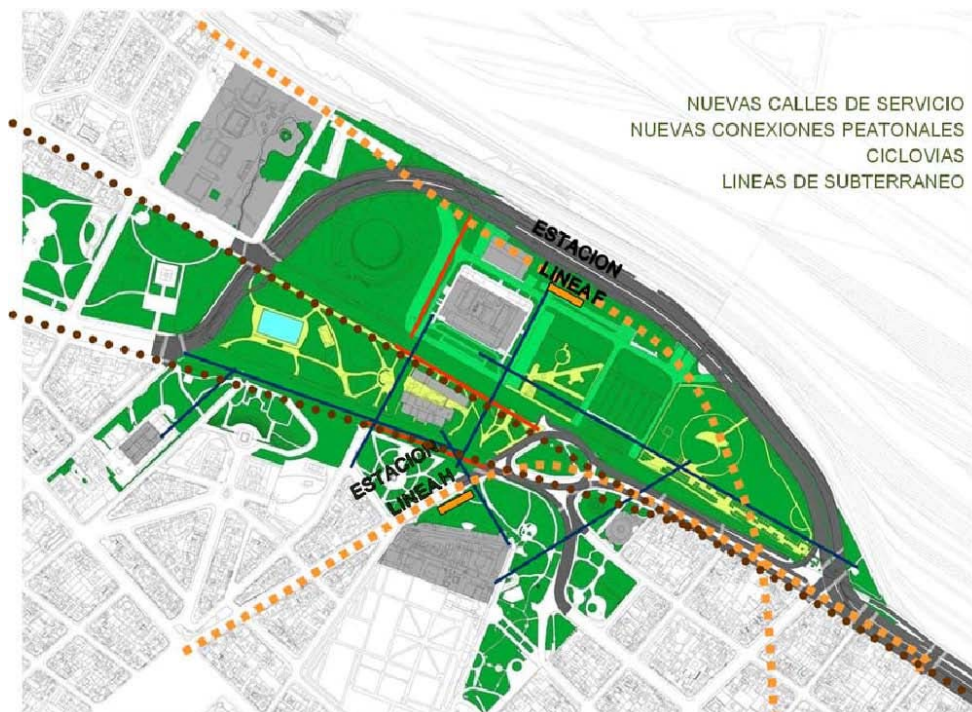 NUEVAS CALLES DE SERVICIO
NUEVAS CONEXIONES PEATONALES
CICLOVIAS
LINEAS DE SUBTERRANEO
ESTACION
LINEA F
ESTACION
LINEA H